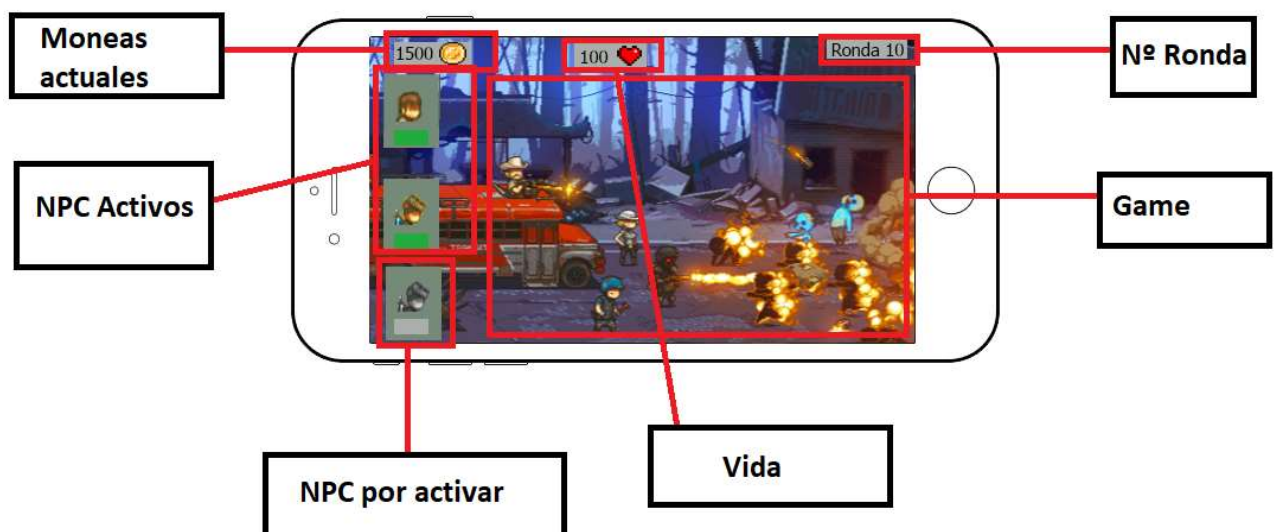 Moneas
actuales
1500
100
Ronda 10
Nº Ronda
NPC Activos
Game
NPC por activar
Vida